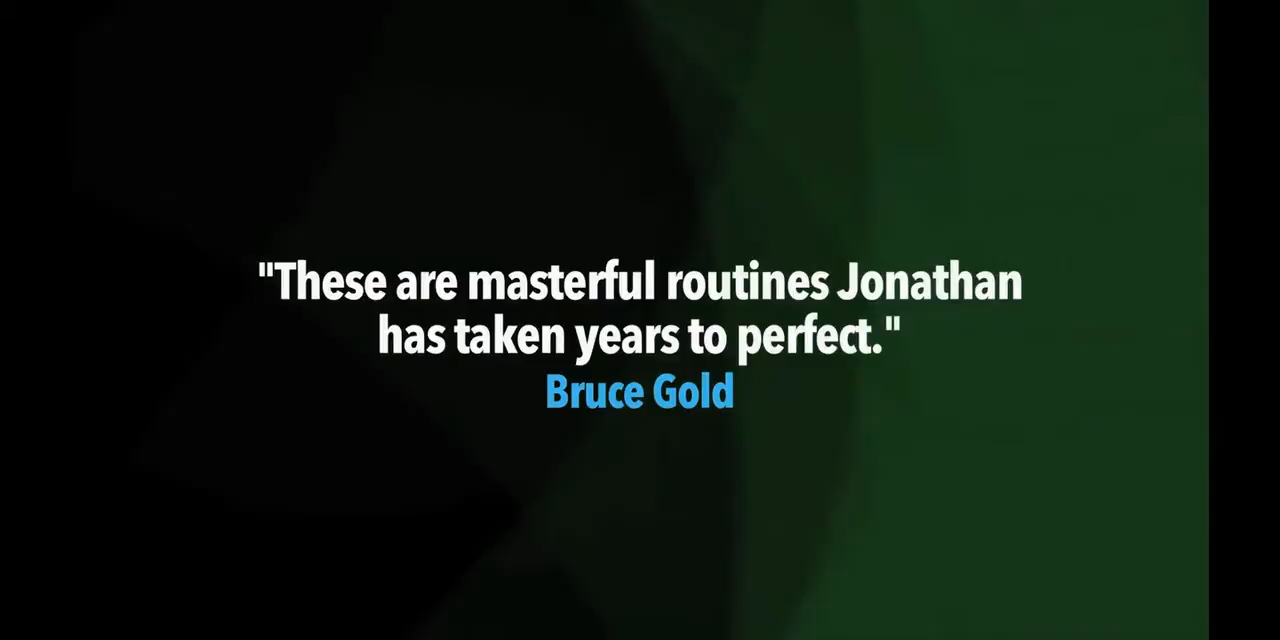 "These are masterful routines Jonathan
has taken years to perfect."
Bruce Gold